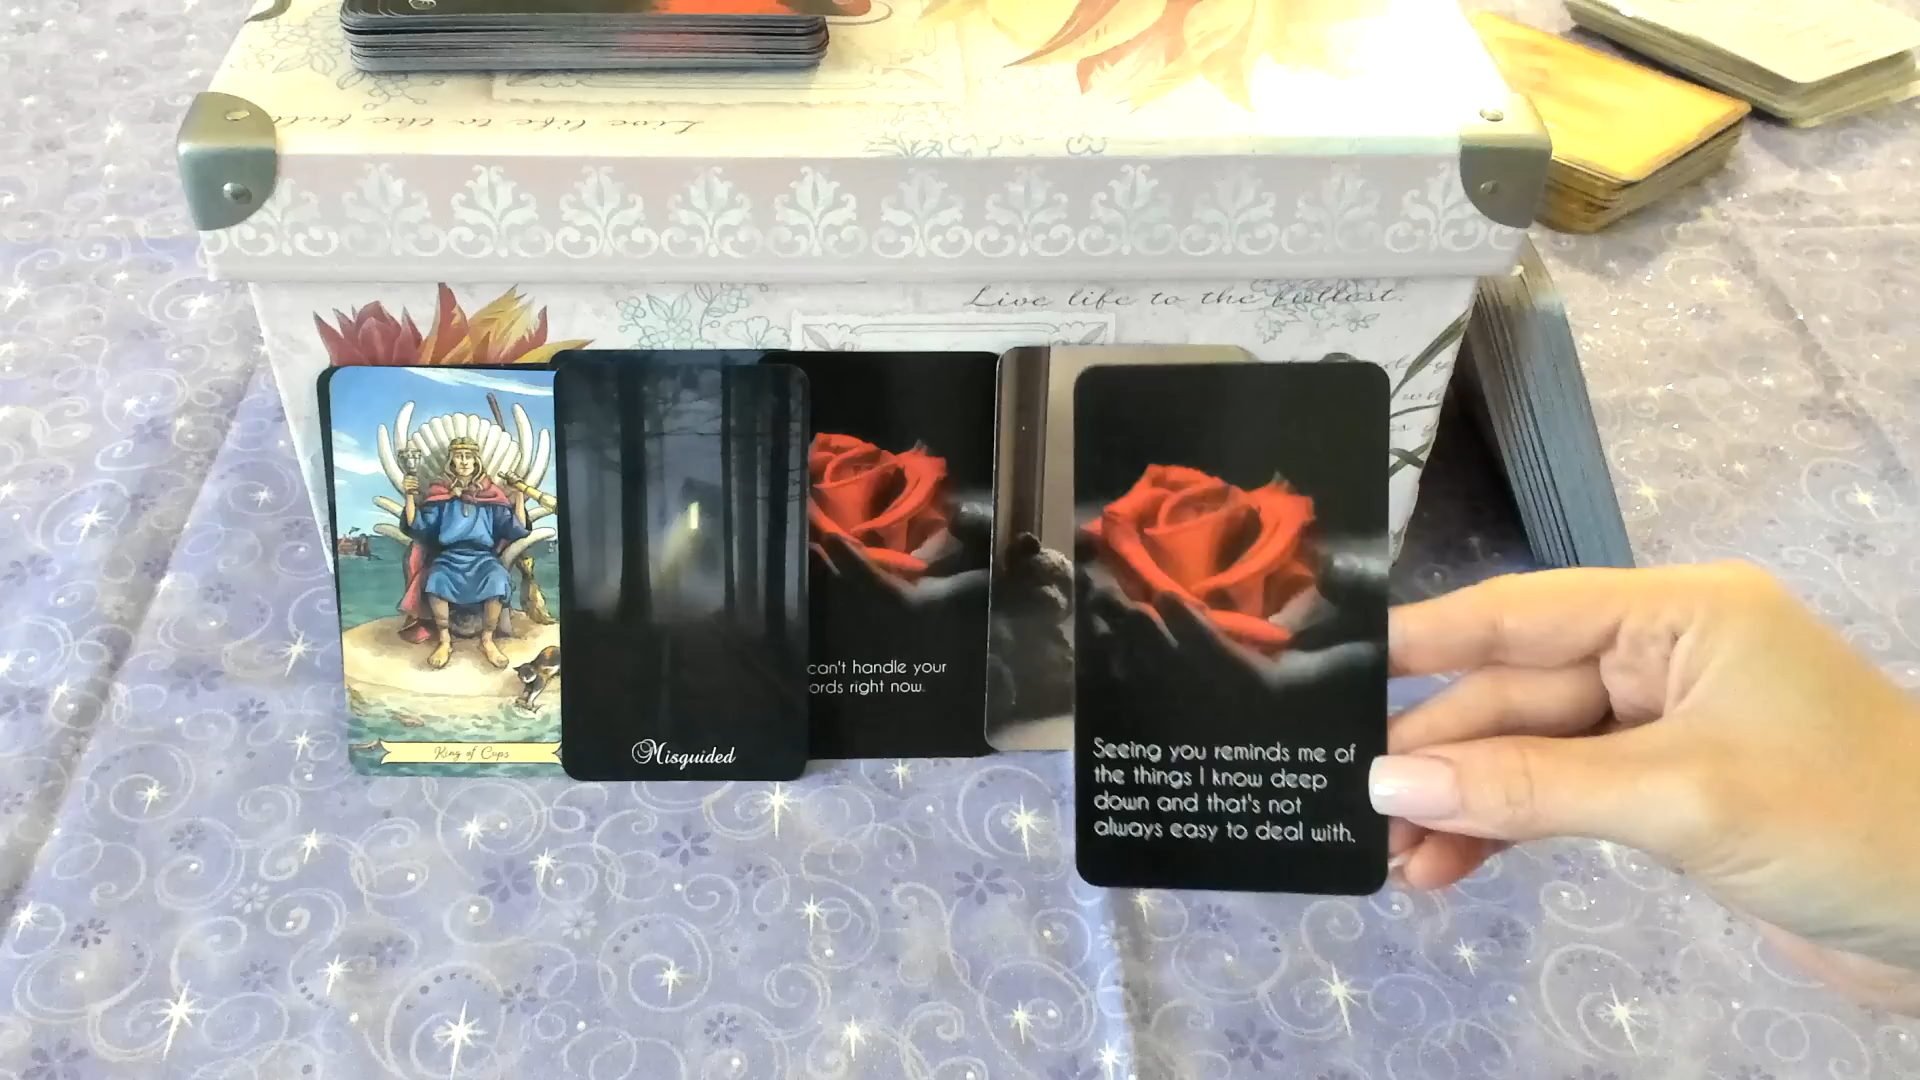 Live life to the fullest
Live life to the fullest.
can't handle your
ords right now.
King of Cups
Misguided
Seeing you reminds me of
the things I know deep
down and that's not
always easy to deal with.